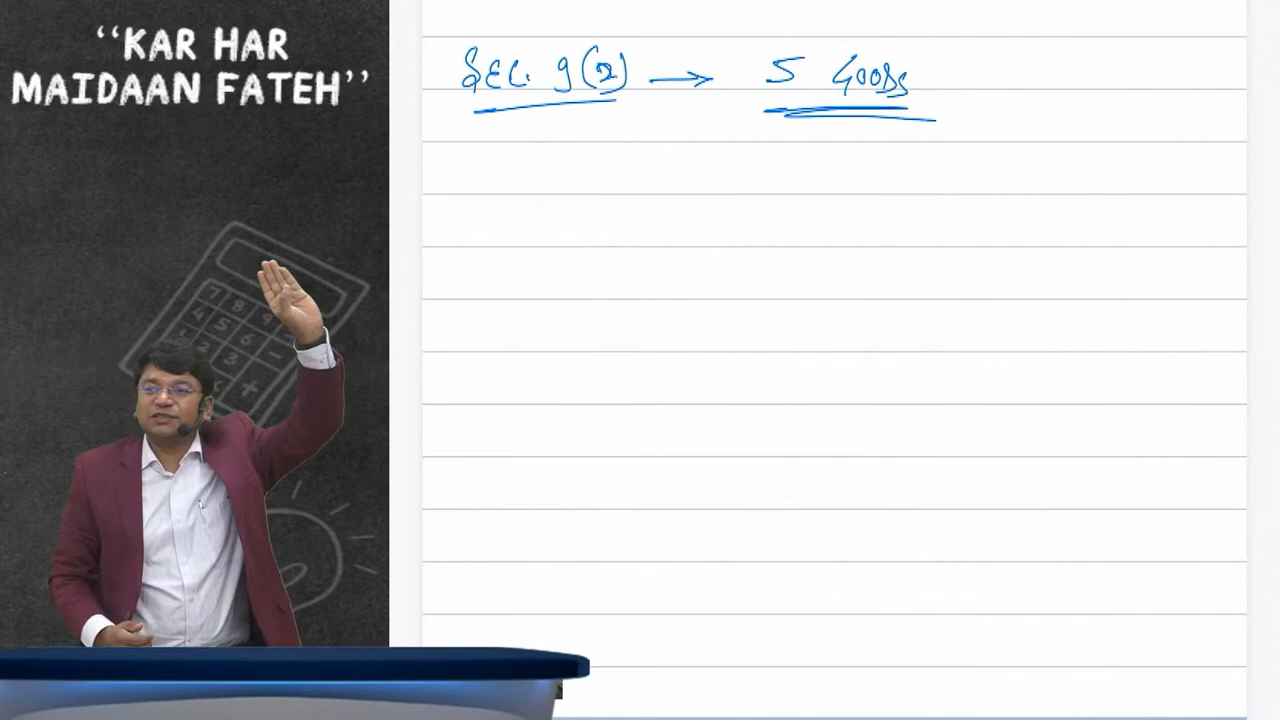 “KAR HAR
MAIDAAN FATEH”
SEC. 9(2) → 5 GOODS